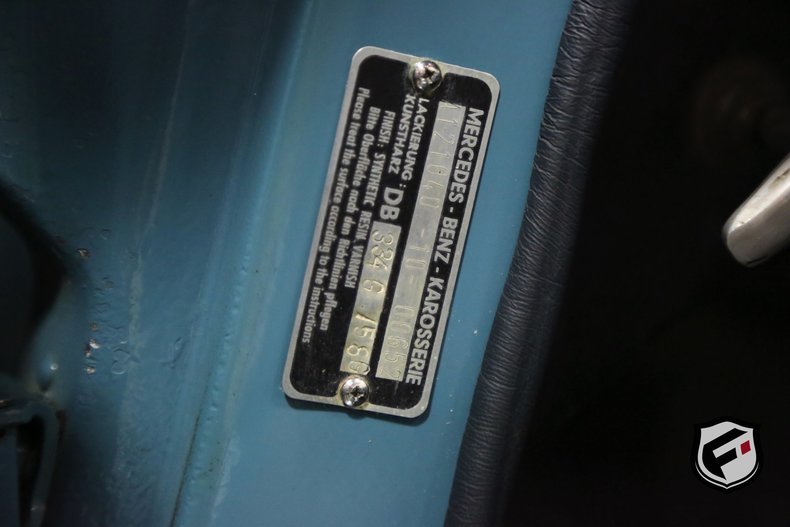 MERCEDES - BENZ - KAROSSERIE
121040 - 10 - 00652
LACKIERUNG:
KUNSTHARZ DB 334 G 7580
FINISH: SYNTHETIC RESIN VARNISH
Bitte Oberfläche nach den Richtlinien pflegen
Please treat the surface according to the instructions